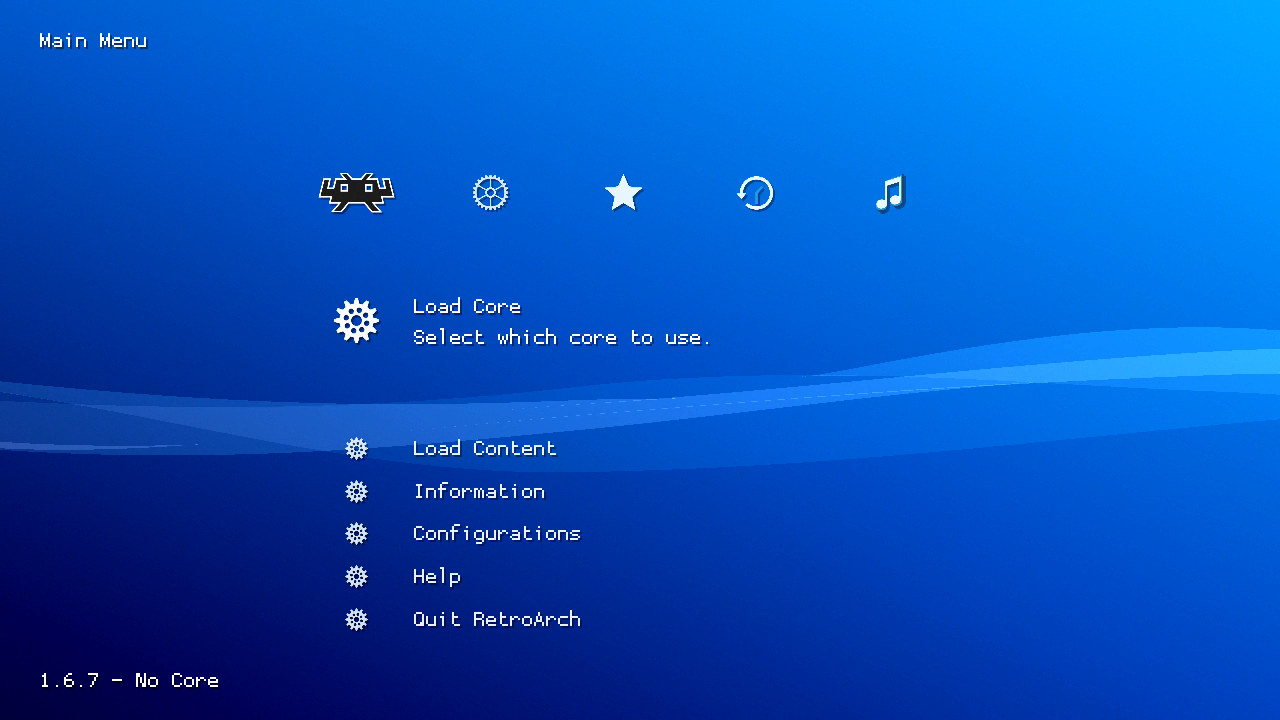 Main Menu
Load Core
Select which core to use.
Load Content
Information
Configurations
Help
Quit RetroArch
1.6.7 - No Core